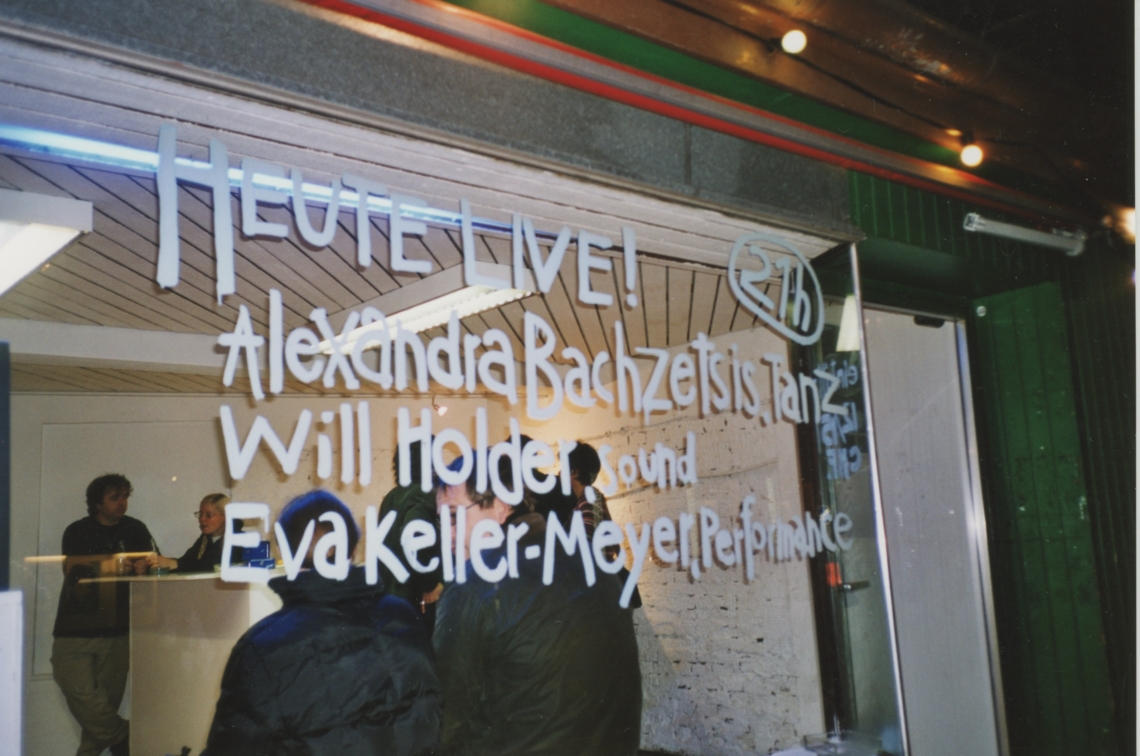 HEUTE LIVE! 21h
Alexandra Bachzetsis, Tanz
Will Holder, sound
Eva Keller-Meyer, Performance